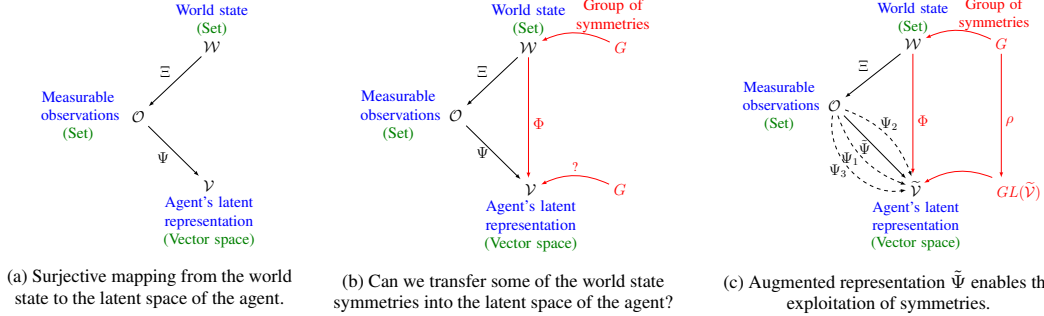 World state
(Set)
𝒲
Ξ
Measurable
observations
(Set)
𝒪
Ψ
𝒱
Agent's latent
representation
(Vector space)
(a) Surjective mapping from the world
state to the latent space of the agent.
World state
(Set)
𝒲
Group of
symmetries
G
Ξ
Measurable
observations
(Set)
𝒪
Φ
Ψ
?
𝒱
G
Agent's latent
representation
(Vector space)
(b) Can we transfer some of the world state
symmetries into the latent space of the agent?
World state
(Set)
𝒲
Group of
symmetries
G
Ξ
Measurable
observations
(Set)
𝒪
Ψ₂
Φ
ρ
Ψ̃
Ψ₁
Ψ₃
𝒱̃
GL(𝒱̃)
Agent's latent
representation
(Vector space)
(c) Augmented representation Ψ̃ enables th
exploitation of symmetries.